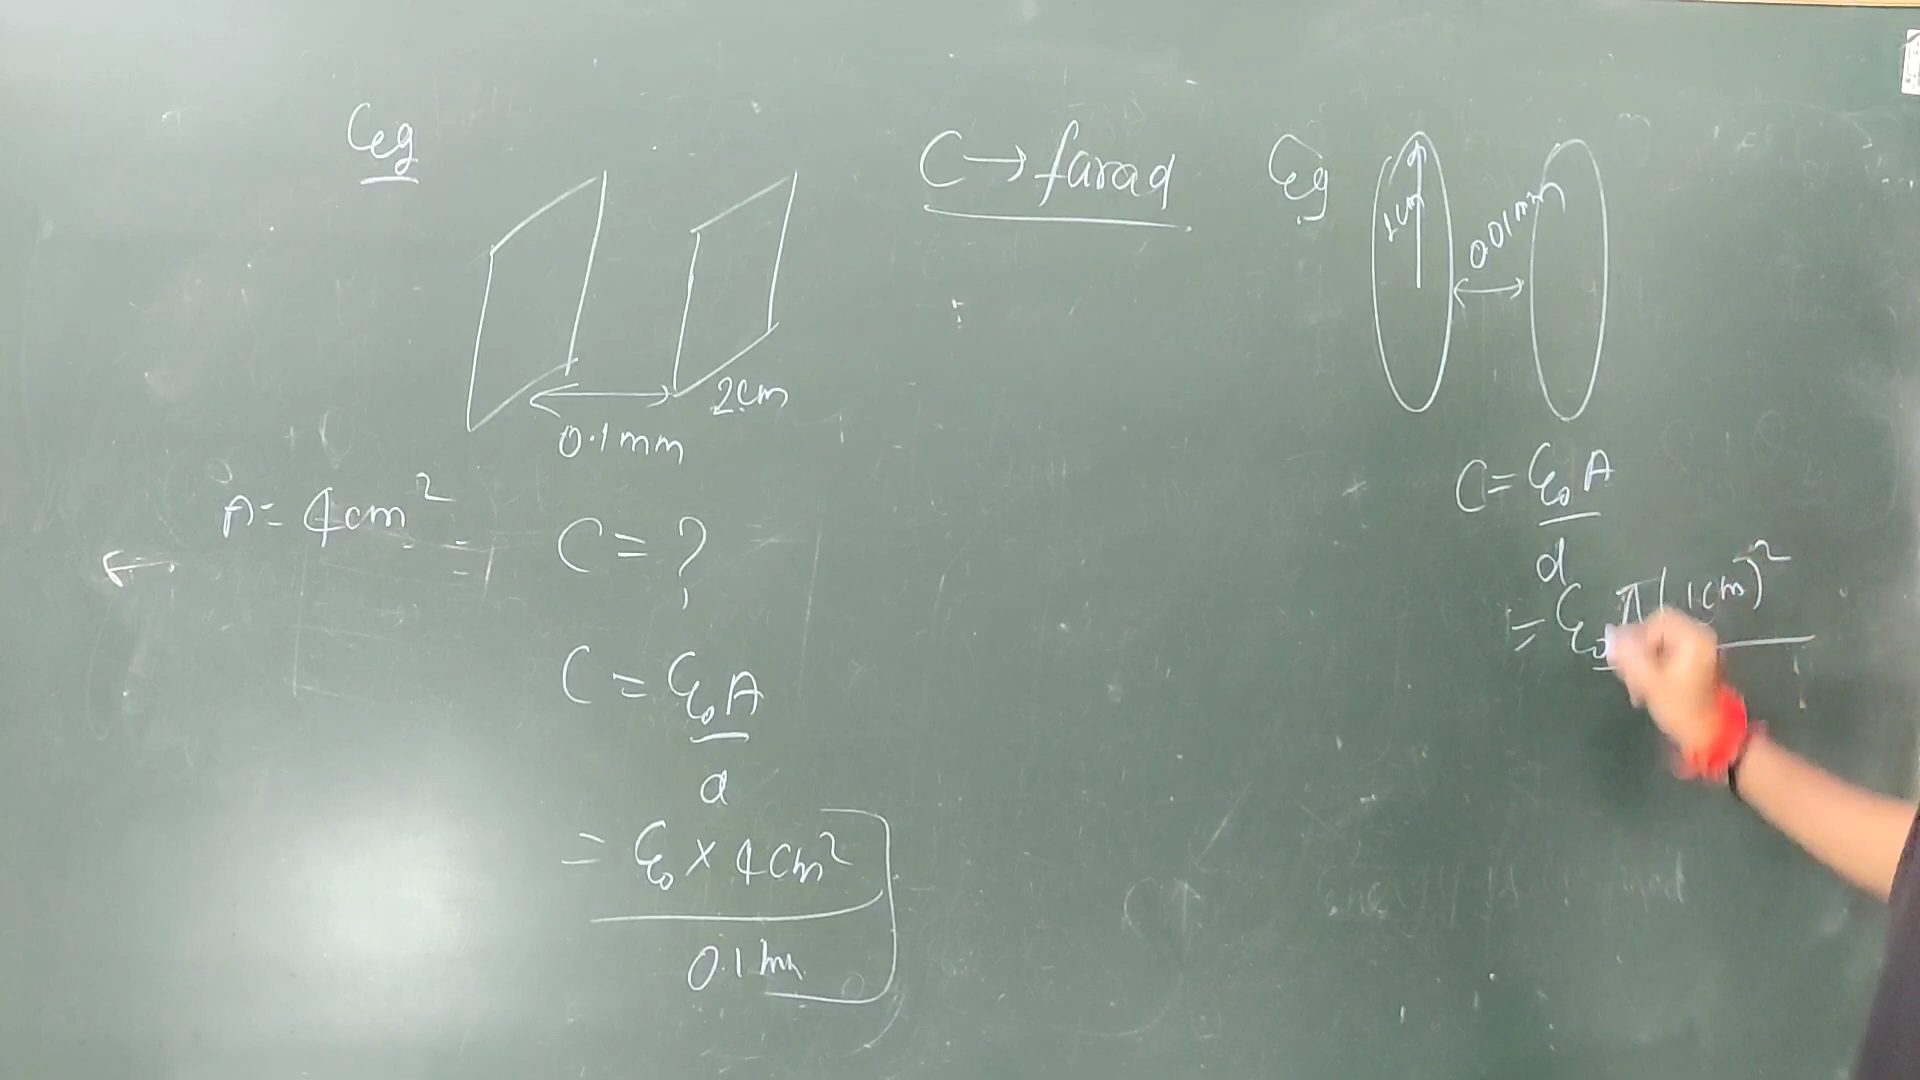 Eg
2cm
0.1mm
A = 4cm²
C = ?
C = ε₀A
d
= ε₀ × 4cm²
0.1mm
C → farad
Eg
1cm
0.01mm
C = ε₀A
d
= ε₀ π(1cm)²